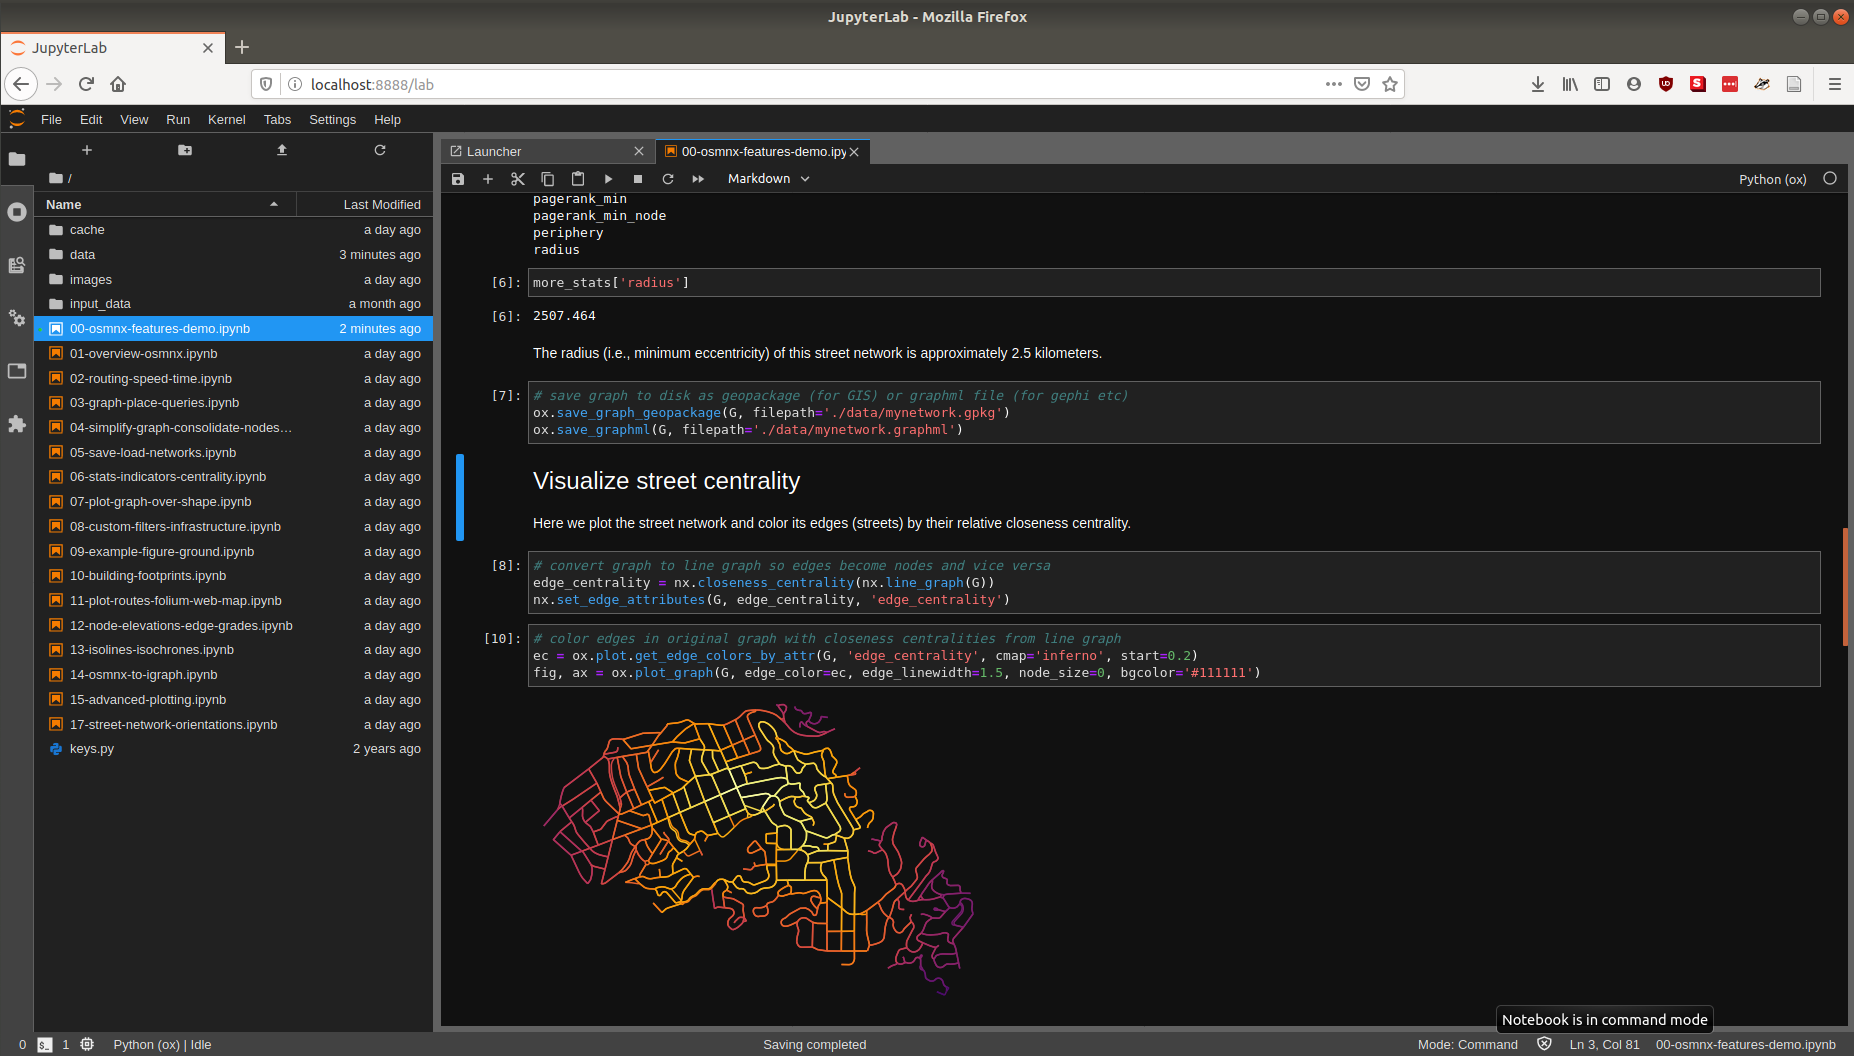 JupyterLab - Mozilla Firefox
JupyterLab
localhost:8888/lab
File Edit View Run Kernel Tabs Settings Help
Launcher
00-osmnx-features-demo.ipy
/
Markdown
Python (ox)
Name Last Modified
cache a day ago
data 3 minutes ago
images a day ago
input_data a month ago
00-osmnx-features-demo.ipynb 2 minutes ago
01-overview-osmnx.ipynb a day ago
02-routing-speed-time.ipynb a day ago
03-graph-place-queries.ipynb a day ago
04-simplify-graph-consolidate-nodes… a day ago
05-save-load-networks.ipynb a day ago
06-stats-indicators-centrality.ipynb a day ago
07-plot-graph-over-shape.ipynb a day ago
08-custom-filters-infrastructure.ipynb a day ago
09-example-figure-ground.ipynb a day ago
10-building-footprints.ipynb a day ago
11-plot-routes-folium-web-map.ipynb a day ago
12-node-elevations-edge-grades.ipynb a day ago
13-isolines-isochrones.ipynb a day ago
14-osmnx-to-igraph.ipynb a day ago
15-advanced-plotting.ipynb a day ago
17-street-network-orientations.ipynb a day ago
keys.py 2 years ago
pagerank_min
pagerank_min_node
periphery
radius
[6]: more_stats['radius']
[6]: 2507.464
The radius (i.e., minimum eccentricity) of this street network is approximately 2.5 kilometers.
[7]: # save graph to disk as geopackage (for GIS) or graphml file (for gephi etc)
ox.save_graph_geopackage(G, filepath='./data/mynetwork.gpkg')
ox.save_graphml(G, filepath='./data/mynetwork.graphml')
Visualize street centrality
Here we plot the street network and color its edges (streets) by their relative closeness centrality.
[8]: # convert graph to line graph so edges become nodes and vice versa
edge_centrality = nx.closeness_centrality(nx.line_graph(G))
nx.set_edge_attributes(G, edge_centrality, 'edge_centrality')
[10]: # color edges in original graph with closeness centralities from line graph
ec = ox.plot.get_edge_colors_by_attr(G, 'edge_centrality', cmap='inferno', start=0.2)
fig, ax = ox.plot_graph(G, edge_color=ec, edge_linewidth=1.5, node_size=0, bgcolor='#111111')
Notebook is in command mode
0 1 Python (ox) | Idle Saving completed Mode: Command Ln 3, Col 81 00-osmnx-features-demo.ipynb